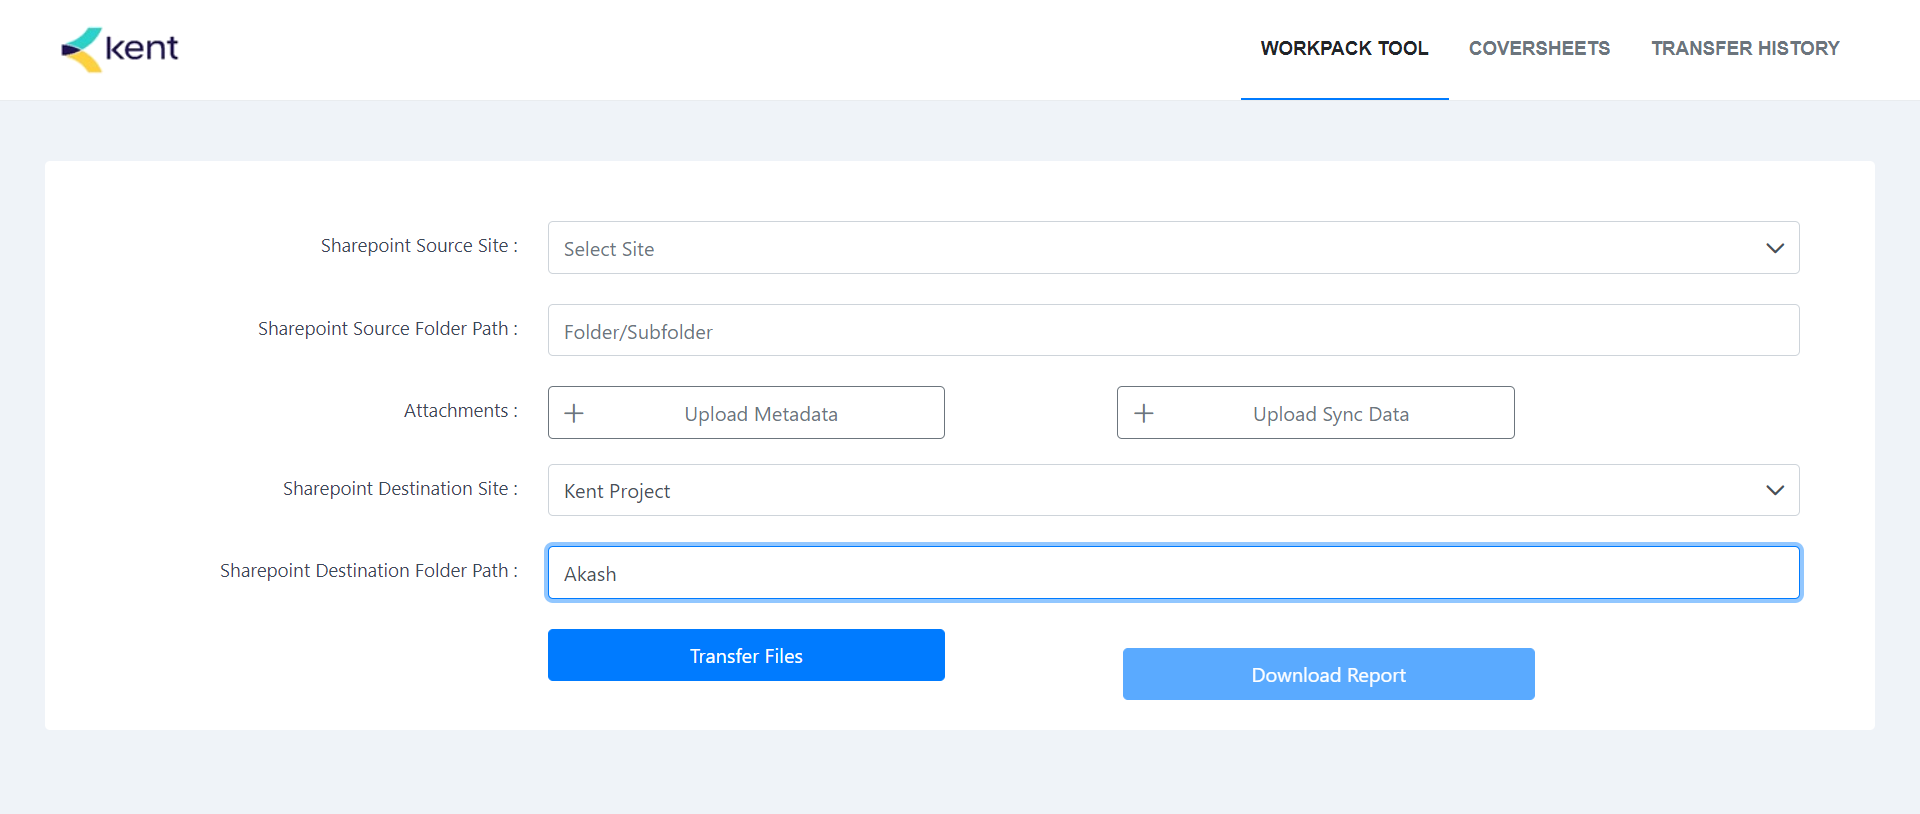 kent
WORKPACK TOOL COVERSHEETS TRANSFER HISTORY
Sharepoint Source Site : Select Site
Sharepoint Source Folder Path : Folder/Subfolder
Attachments : Upload Metadata Upload Sync Data
Sharepoint Destination Site : Kent Project
Sharepoint Destination Folder Path : Akash
Transfer Files
Download Report